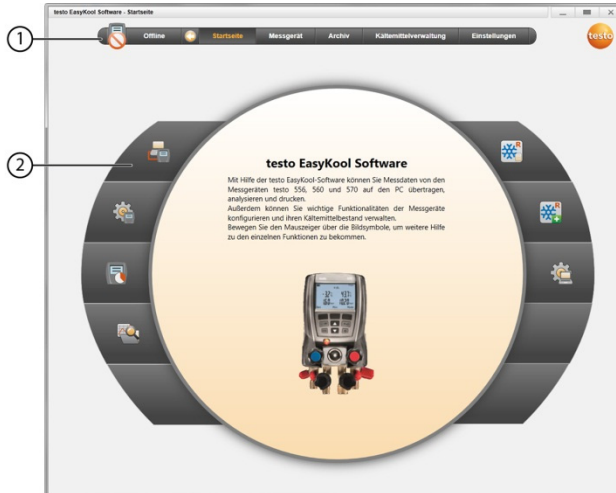 testo EasyKool Software - Startseite
1
Offline
Startseite
Messgerät
Archiv
Kältemittelverwaltung
Einstellungen
testo
2
R
R
testo EasyKool Software
Mit Hilfe der testo EasyKool-Software können Sie Messdaten von den
Messgeräten testo 556, 560 und 570 auf den PC übertragen,
analysieren und drucken.
Außerdem können Sie wichtige Funktionalitäten der Messgeräte
konfigurieren und ihren Kältemittelbestand verwalten.
Bewegen Sie den Mauszeiger über die Bildsymbole, um weitere Hilfe
zu den einzelnen Funktionen zu bekommen.